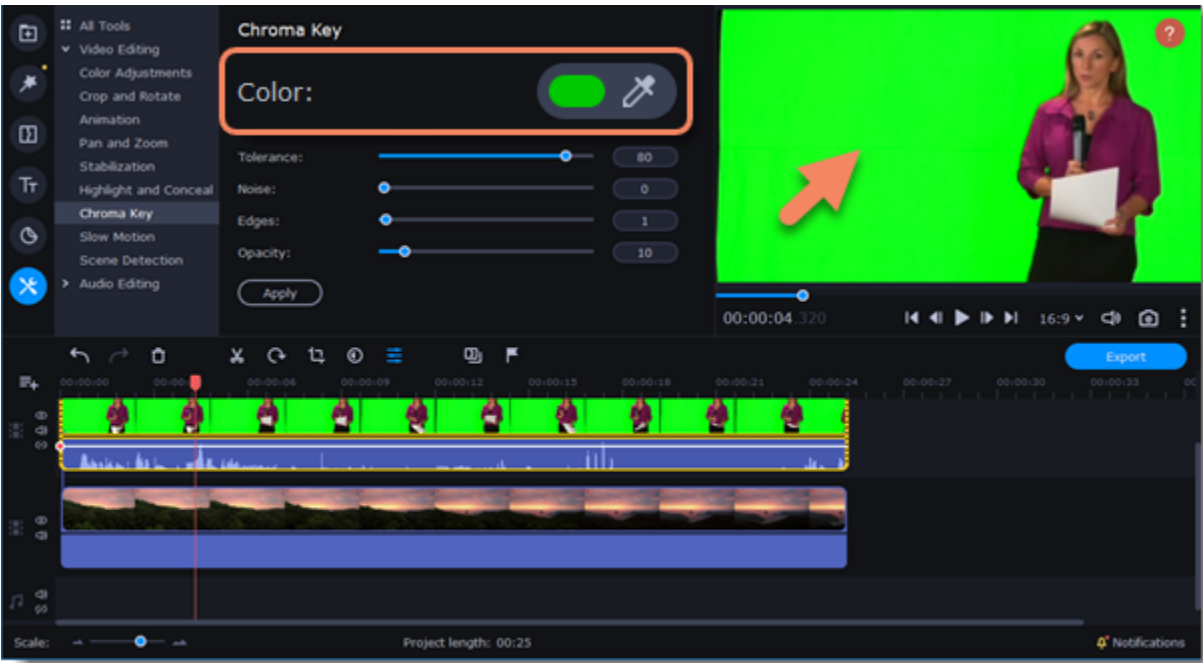 All Tools
Video Editing
Color Adjustments
Crop and Rotate
Animation
Pan and Zoom
Stabilization
Highlight and Conceal
Chroma Key
Slow Motion
Scene Detection
Audio Editing
Chroma Key
Color:
Tolerance: 80
Noise: 0
Edges: 1
Opacity: 10
Apply
?
00:00:04.320
16:9
Export
00:00:00 00:00: 00:00:06 00:00:09 00:00:12 00:00:15 00:00:18 00:00:21 00:00:24 00:00:27 00:00:30 00:00:33 00
Scale: Project length: 00:25 Notifications